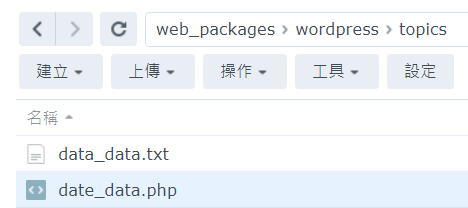 web_packages › wordpress › topics
建立 上傳 操作 工具 設定
名稱
data_data.txt
date_data.php